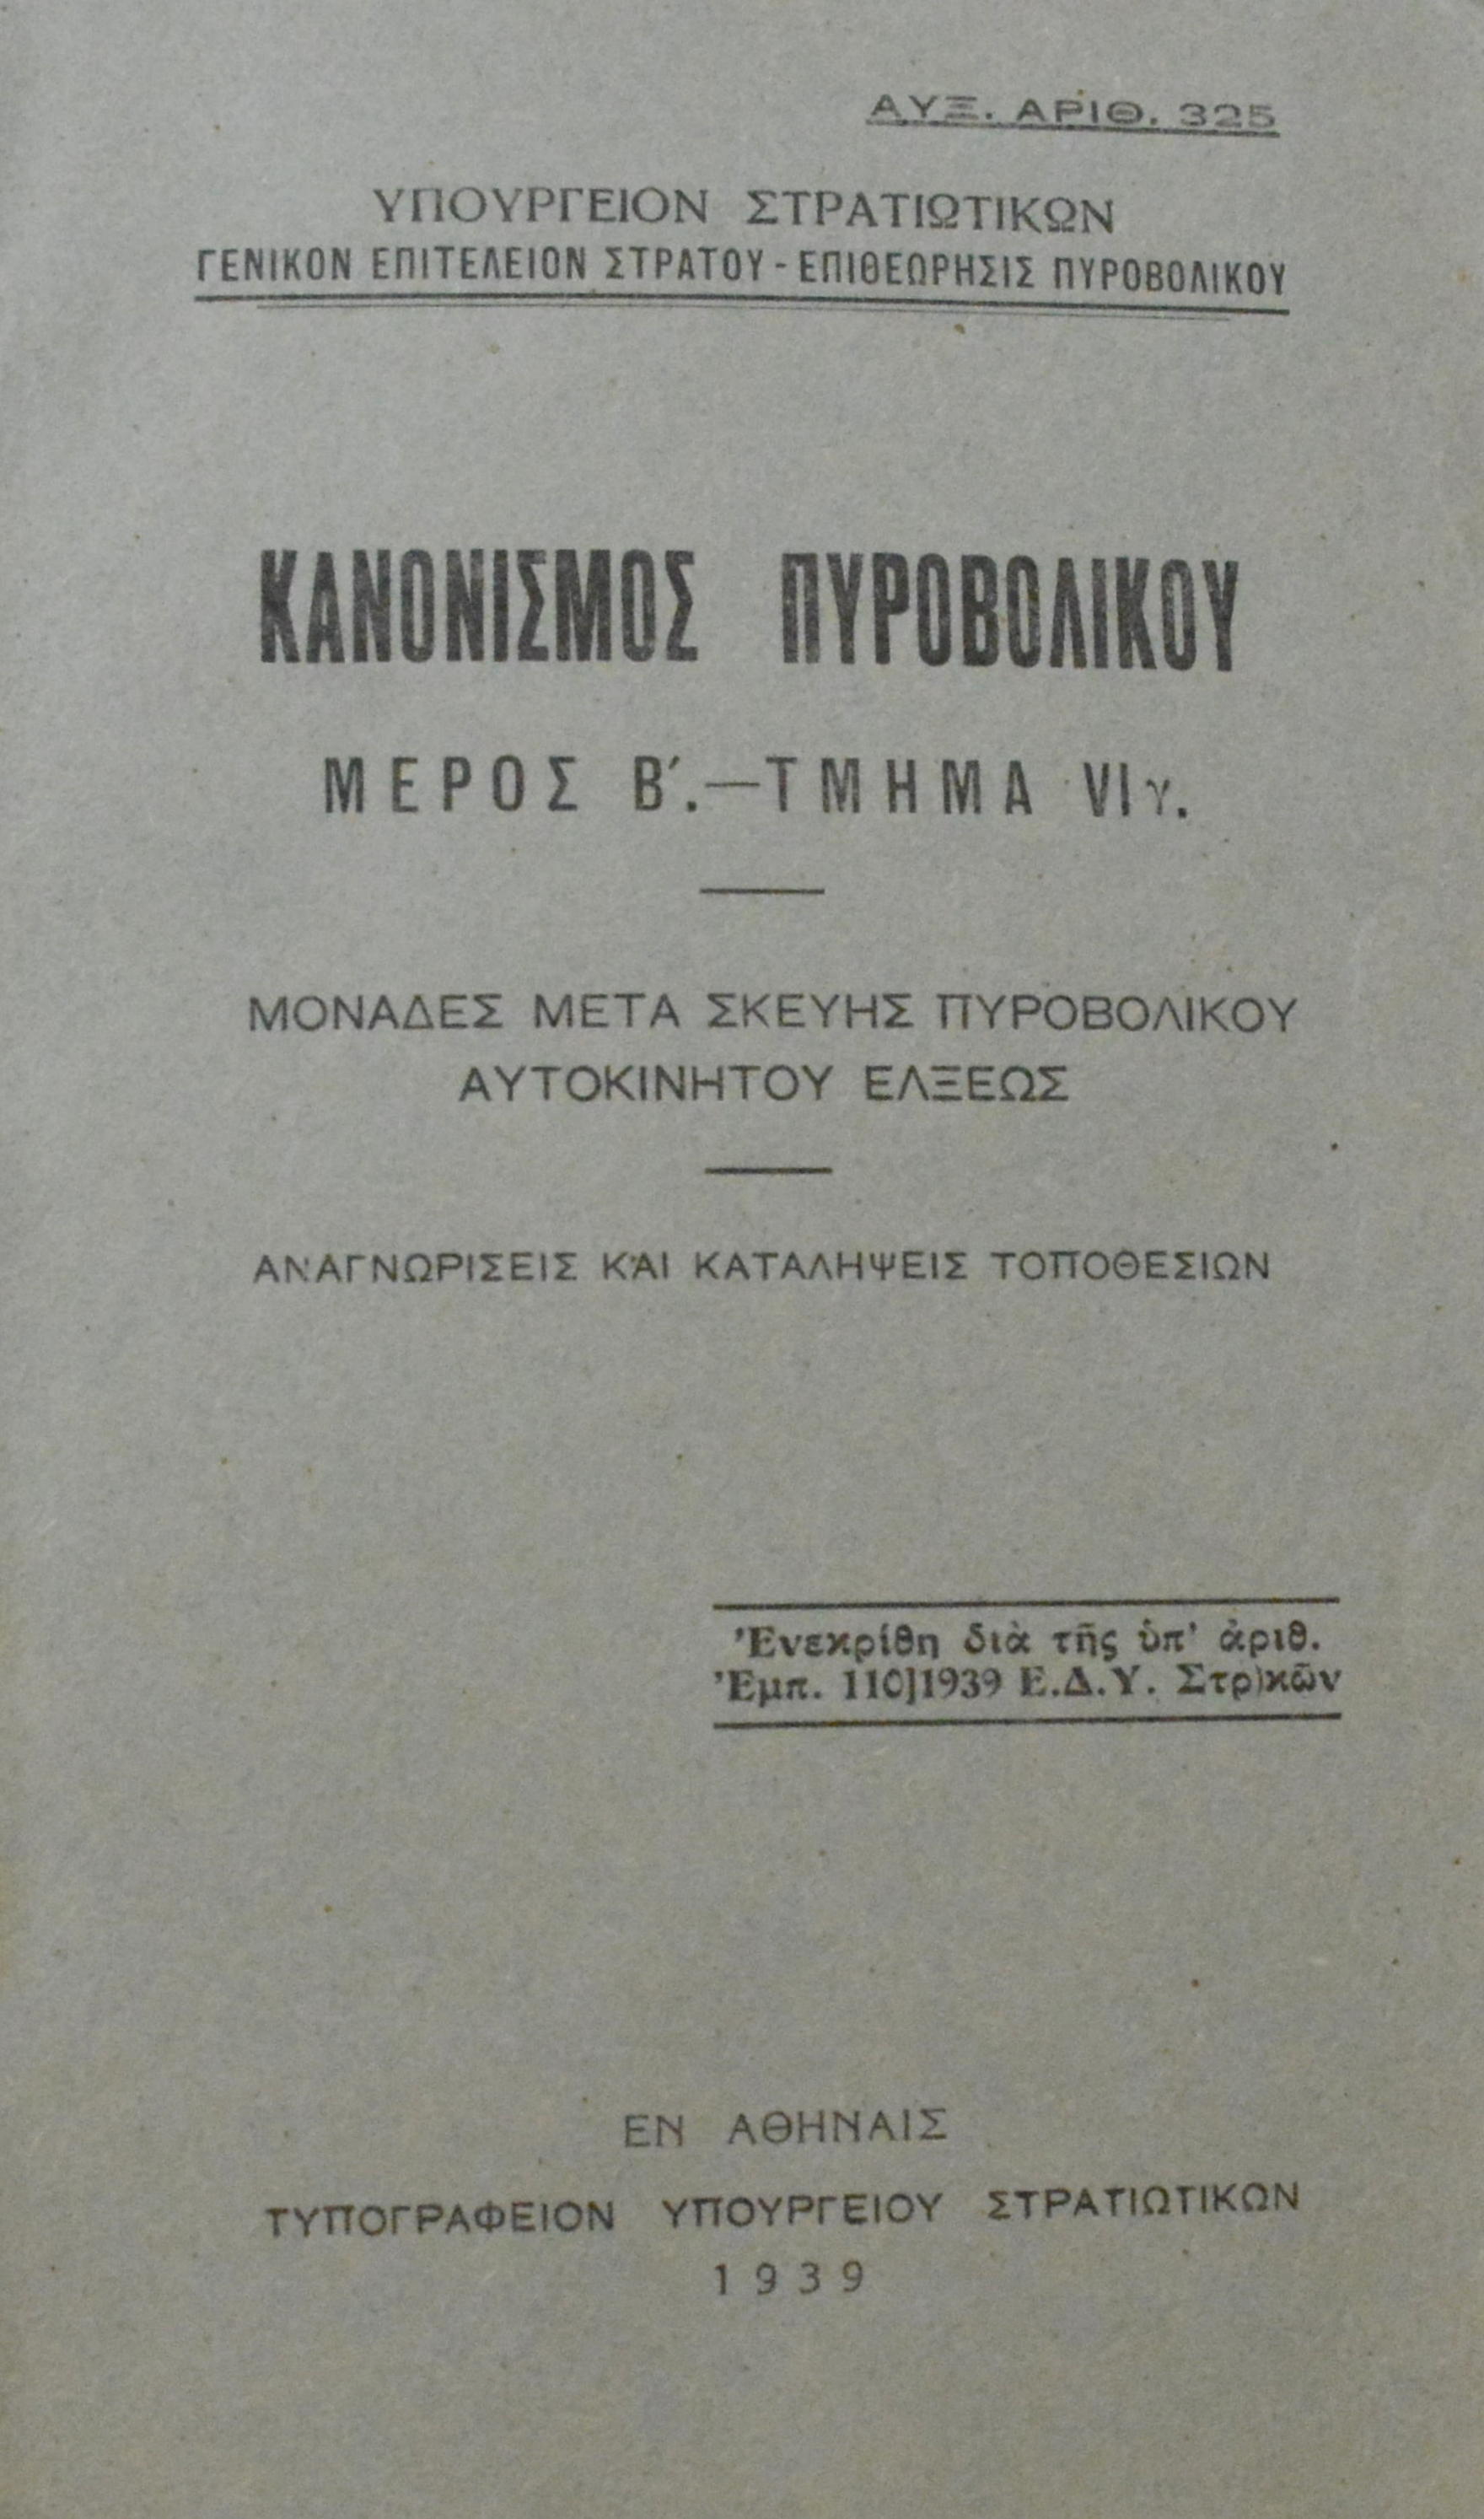 ΑΥΞ. ΑΡΙΘ. 325
ΥΠΟΥΡΓΕΙΟΝ ΣΤΡΑΤΙΩΤΙΚΩΝ
ΓΕΝΙΚΟΝ ΕΠΙΤΕΛΕΙΟΝ ΣΤΡΑΤΟΥ - ΕΠΙΘΕΩΡΗΣΙΣ ΠΥΡΟΒΟΛΙΚΟΥ
ΚΑΝΟΝΙΣΜΟΣ ΠΥΡΟΒΟΛΙΚΟΥ
ΜΕΡΟΣ Β΄.—ΤΜΗΜΑ VIγ.
ΜΟΝΑΔΕΣ ΜΕΤΑ ΣΚΕΥΗΣ ΠΥΡΟΒΟΛΙΚΟΥ
ΑΥΤΟΚΙΝΗΤΟΥ ΕΛΞΕΩΣ
ΑΝΑΓΝΩΡΙΣΕΙΣ ΚΑΙ ΚΑΤΑΛΗΨΕΙΣ ΤΟΠΟΘΕΣΙΩΝ
Ἐνεκρίθη διὰ τῆς ὑπ' ἀριθ.
Ἐμπ. 110]1939 Ε.Δ.Υ. Στρ)κῶν
ΕΝ ΑΘΗΝΑΙΣ
ΤΥΠΟΓΡΑΦΕΙΟΝ ΥΠΟΥΡΓΕΙΟΥ ΣΤΡΑΤΙΩΤΙΚΩΝ
1939